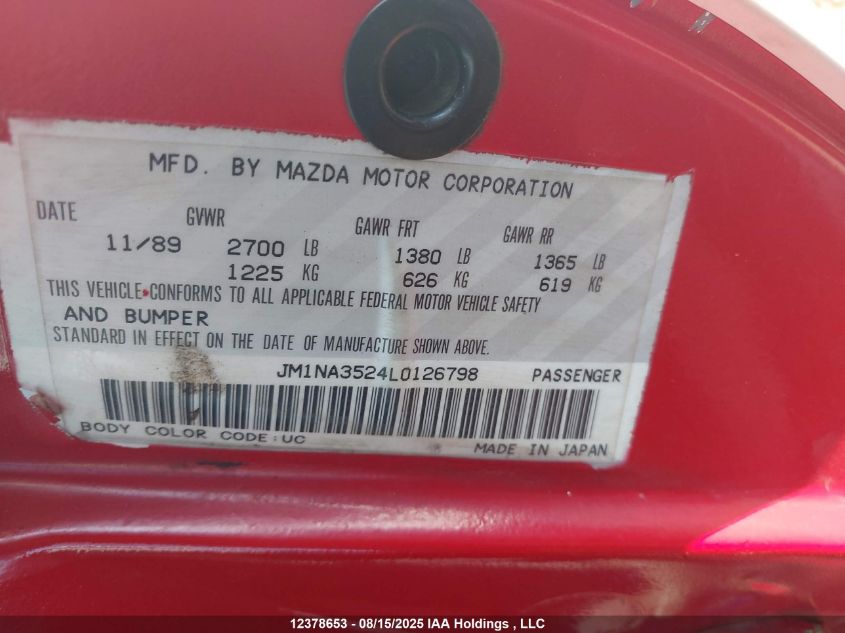 MFD. BY MAZDA MOTOR CORPORATION
DATE GVWR GAWR FRT GAWR RR
11/89 2700 LB 1380 LB 1365 LB
1225 KG 626 KG 619 KG
THIS VEHICLE CONFORMS TO ALL APPLICABLE FEDERAL MOTOR VEHICLE SAFETY
AND BUMPER
STANDARD IN EFFECT ON THE DATE OF MANUFACTURE SHOWN ABOVE.
JM1NA3524L0126798 PASSENGER
BODY COLOR CODE:UC
MADE IN JAPAN
12378653 - 08/15/2025 IAA Holdings , LLC